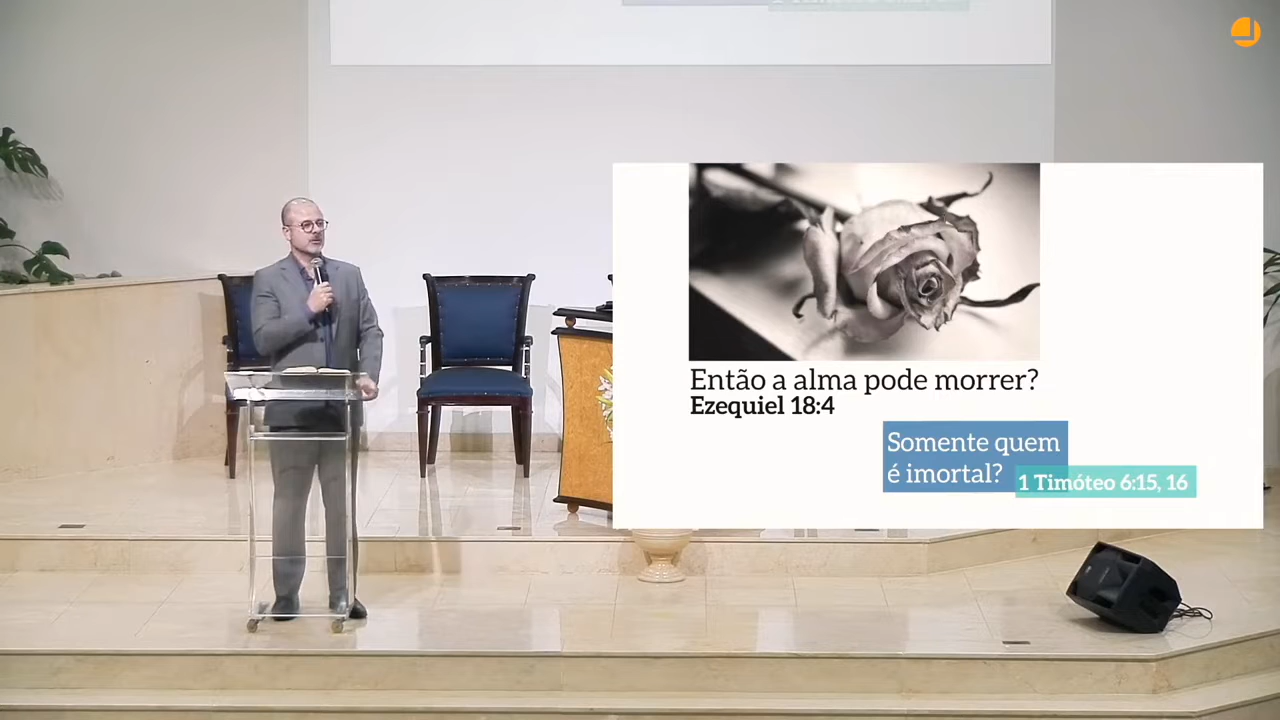 Então a alma pode morrer?
Ezequiel 18:4
Somente quem
é imortal?
1 Timóteo 6:15, 16